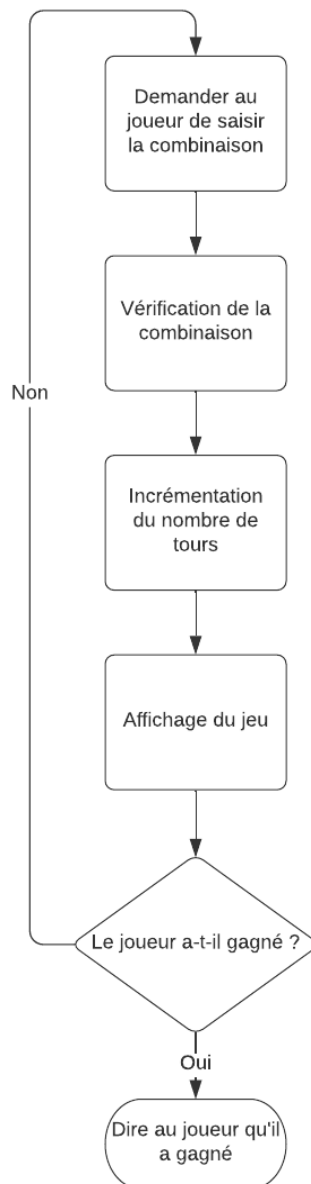 Demander au
joueur de saisir
la combinaison
Vérification de la
combinaison
Non
Incrémentation
du nombre de
tours
Affichage du jeu
Le joueur a-t-il gagné ?
Oui
Dire au joueur qu'il
a gagné